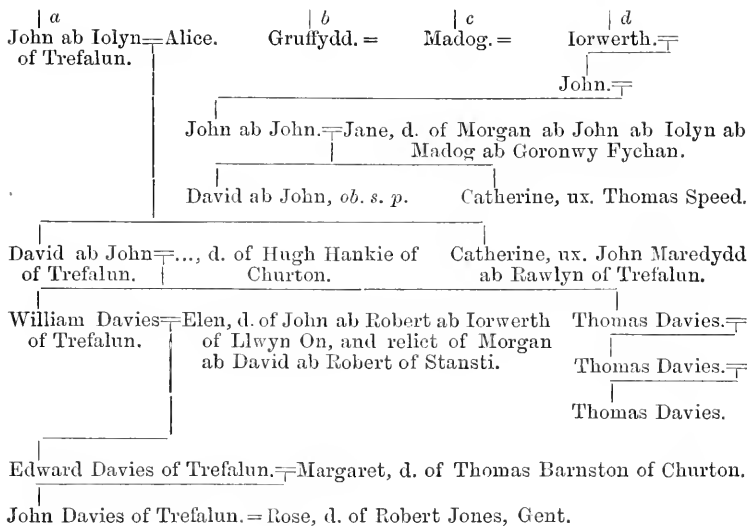 a b c d
John ab Iolyn=Alice. Gruffydd. = Madog. = Iorwerth.=
of Trefalun.
John.=
John ab John.=Jane, d. of Morgan ab John ab Iolyn ab
Madog ab Goronwy Fychan.
David ab John, ob. s. p. Catherine, ux. Thomas Speed.
David ab John=..., d. of Hugh Hankie of Catherine, ux. John Maredydd
of Trefalun. Churton. ab Rawlyn of Trefalun.
William Davies=Elen, d. of John ab Robert ab Iorwerth Thomas Davies.=
of Trefalun. of Llwyn On, and relict of Morgan
ab David ab Robert of Stansti. Thomas Davies.=
Thomas Davies.
Edward Davies of Trefalun.=Margaret, d. of Thomas Barnston of Churton.
John Davies of Trefalun. = Rose, d. of Robert Jones, Gent.